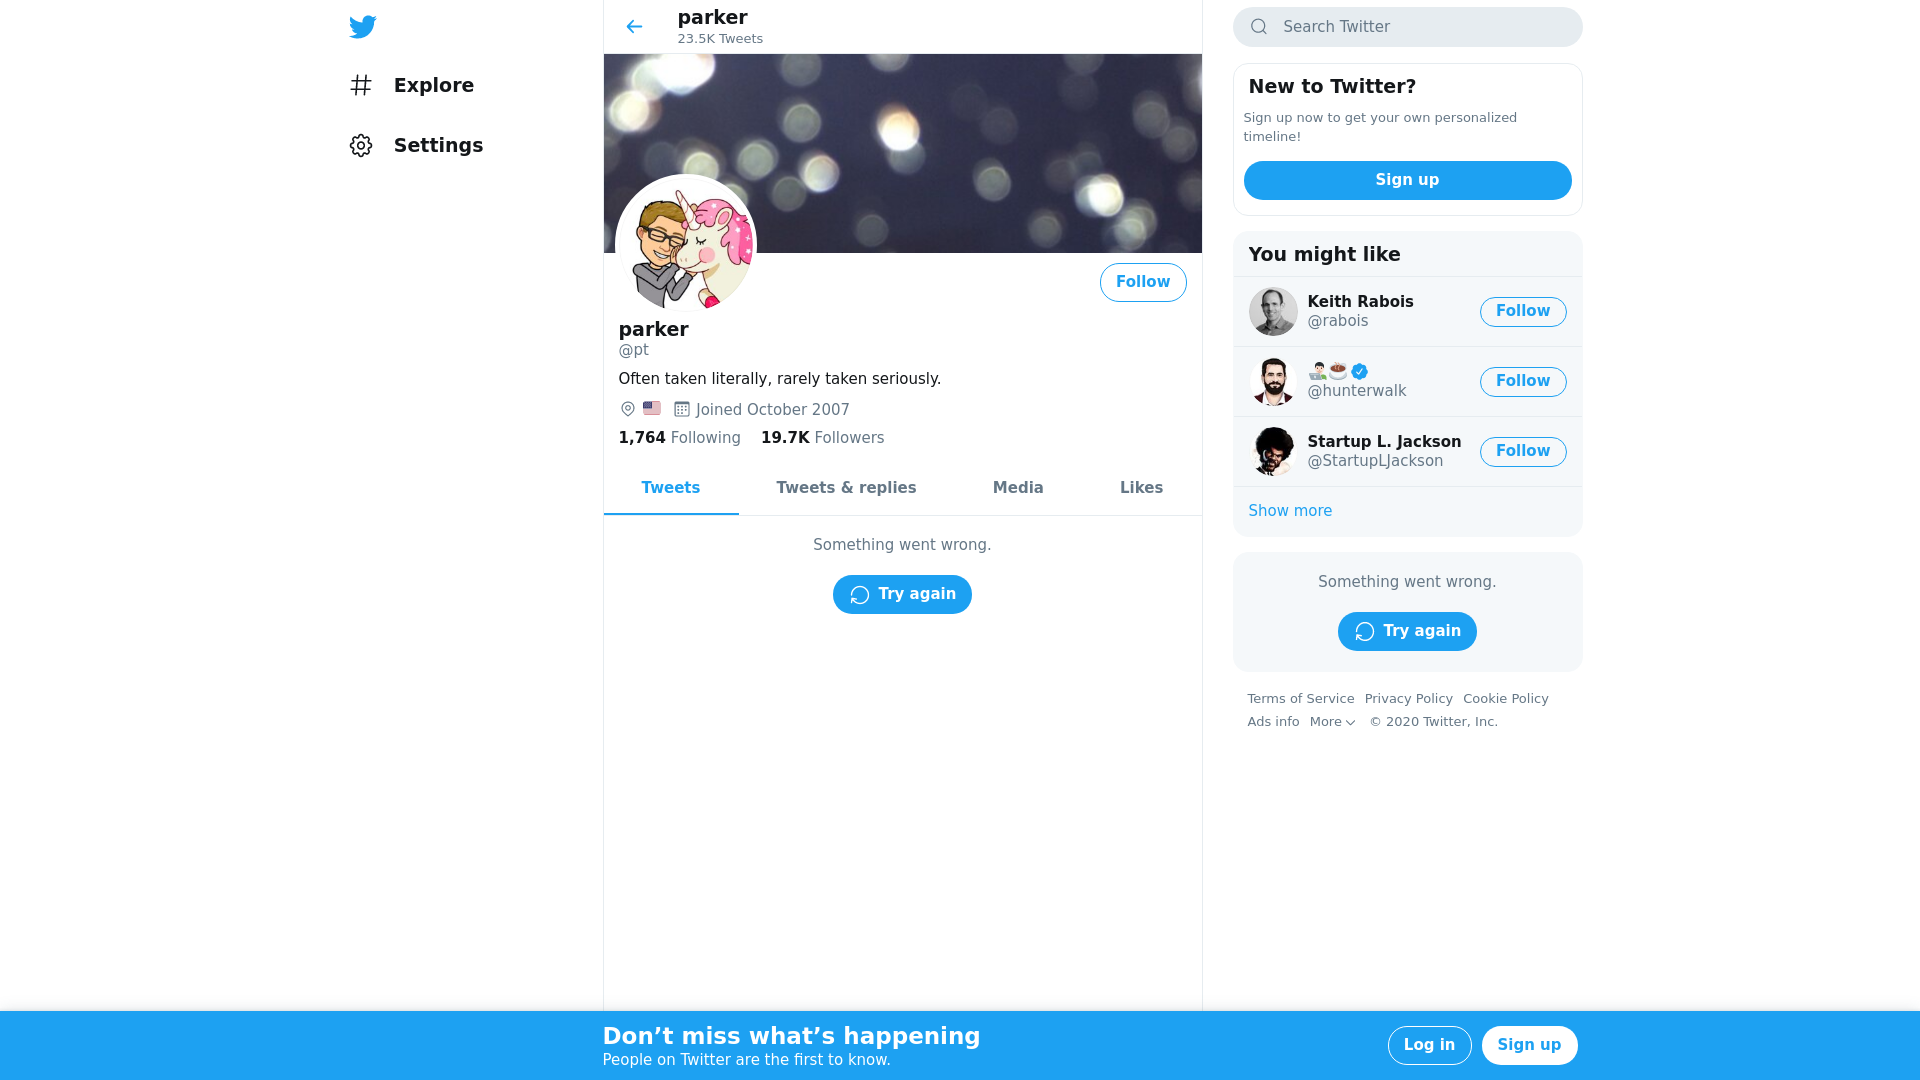 Explore
Settings
parker
23.5K Tweets
Follow
parker
@pt
Often taken literally, rarely taken seriously.
🇺🇸 Joined October 2007
1,764 Following 19.7K Followers
Tweets Tweets & replies Media Likes
Something went wrong.
Try again
Search Twitter
New to Twitter?
Sign up now to get your own personalized
timeline!
Sign up
You might like
Keith Rabois
@rabois
Follow
👨🏻‍💻☕
@hunterwalk
Follow
Startup L. Jackson
@StartupLJackson
Follow
Show more
Something went wrong.
Try again
Terms of Service Privacy Policy Cookie Policy
Ads info More © 2020 Twitter, Inc.
Don’t miss what’s happening
People on Twitter are the first to know.
Log in Sign up